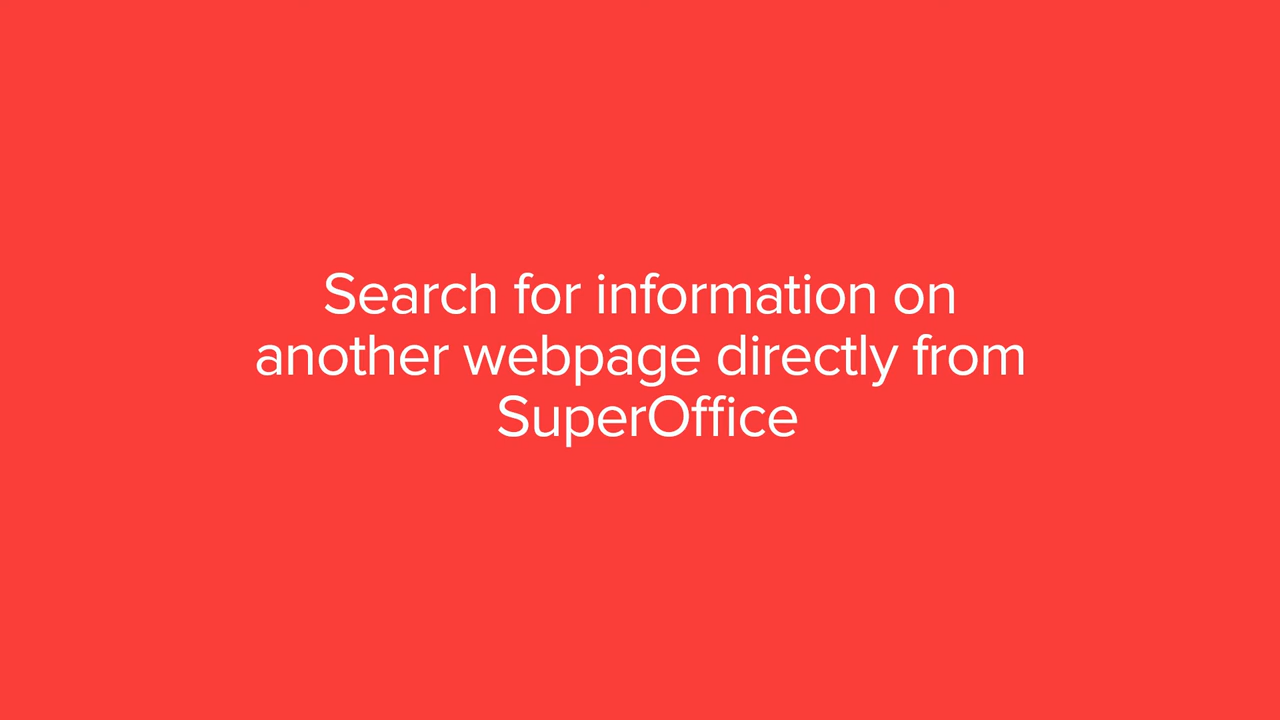 Search for information on
another webpage directly from
SuperOffice